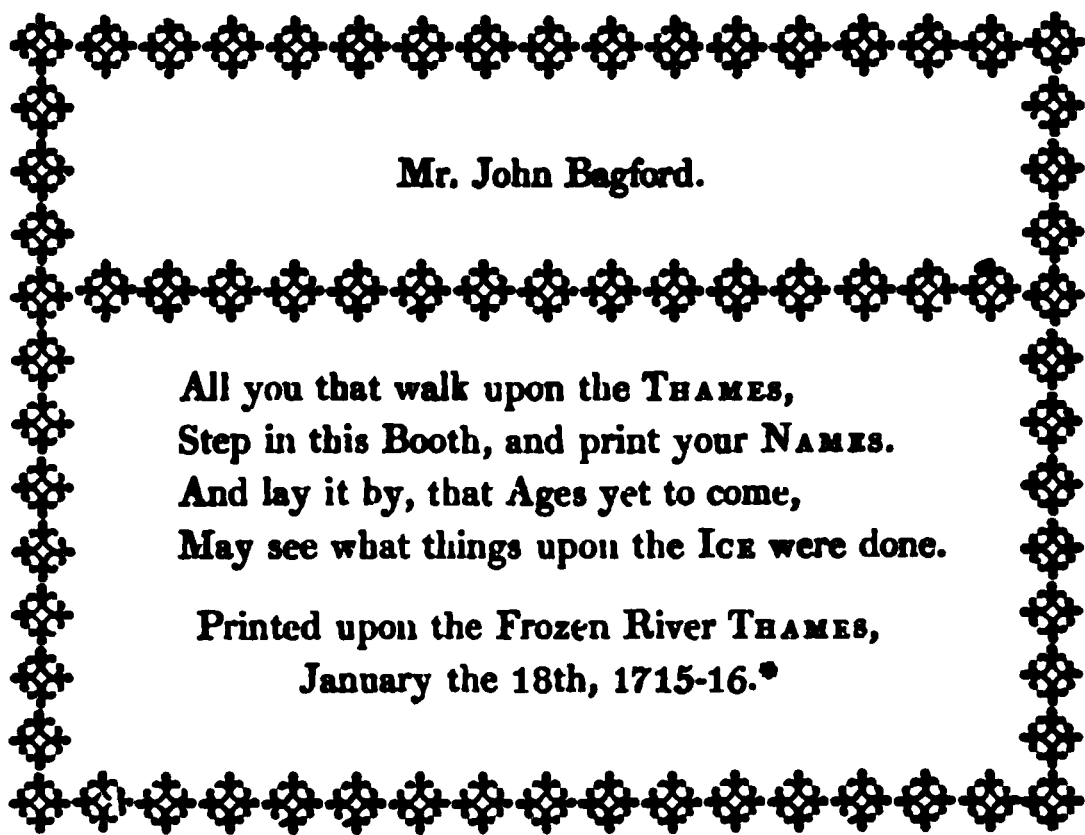 Mr. John Bagford.
All you that walk upon the THAMES,
Step in this Booth, and print your NAMES.
And lay it by, that Ages yet to come,
May see what things upon the ICE were done.
Printed upon the Frozen River THAMES,
January the 18th, 1715-16.*